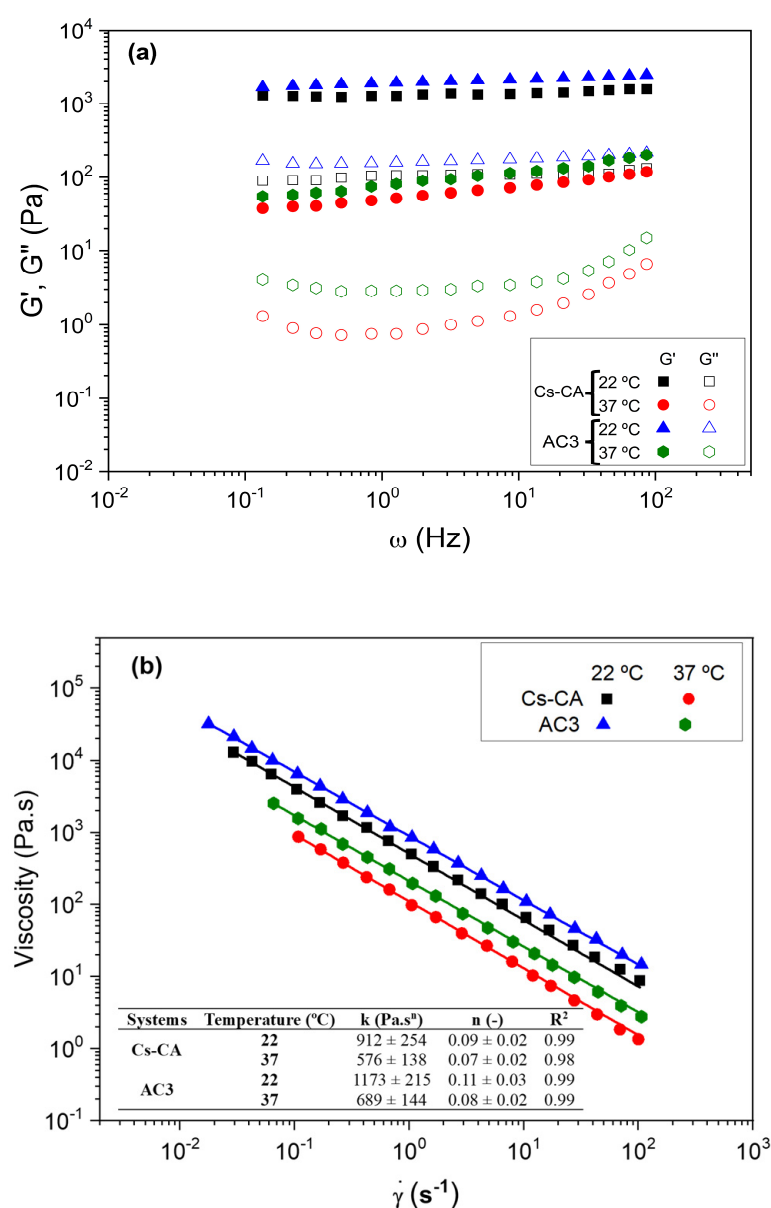 (a)
10⁴
10³
10²
10¹
10⁰
10⁻¹
10⁻²
G', G" (Pa)
G' G"
Cs-CA
22 ºC
37 ºC
AC3
22 ºC
37 ºC
10⁻² 10⁻¹ 10⁰ 10¹ 10²
ω (Hz)
(b)
22 ºC 37 ºC
Cs-CA
AC3
10⁵
10⁴
10³
10²
10¹
10⁰
10⁻¹
Viscosity (Pa.s)
Systems Temperature (ºC) k (Pa.sⁿ) n (-) R²
Cs-CA
22 912 ± 254 0.09 ± 0.02 0.99
37 576 ± 138 0.07 ± 0.02 0.98
AC3
22 1173 ± 215 0.11 ± 0.03 0.99
37 689 ± 144 0.08 ± 0.02 0.99
10⁻² 10⁻¹ 10⁰ 10¹ 10² 10³
γ̇ (s⁻¹)